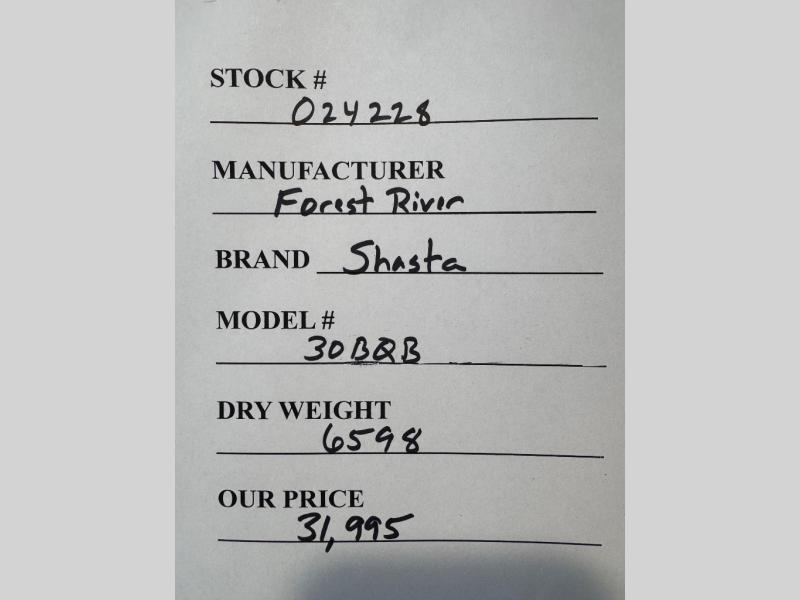 STOCK #
024228
MANUFACTURER
Forest River
BRAND Shasta
MODEL #
30BQB
DRY WEIGHT
6598
OUR PRICE
31,995